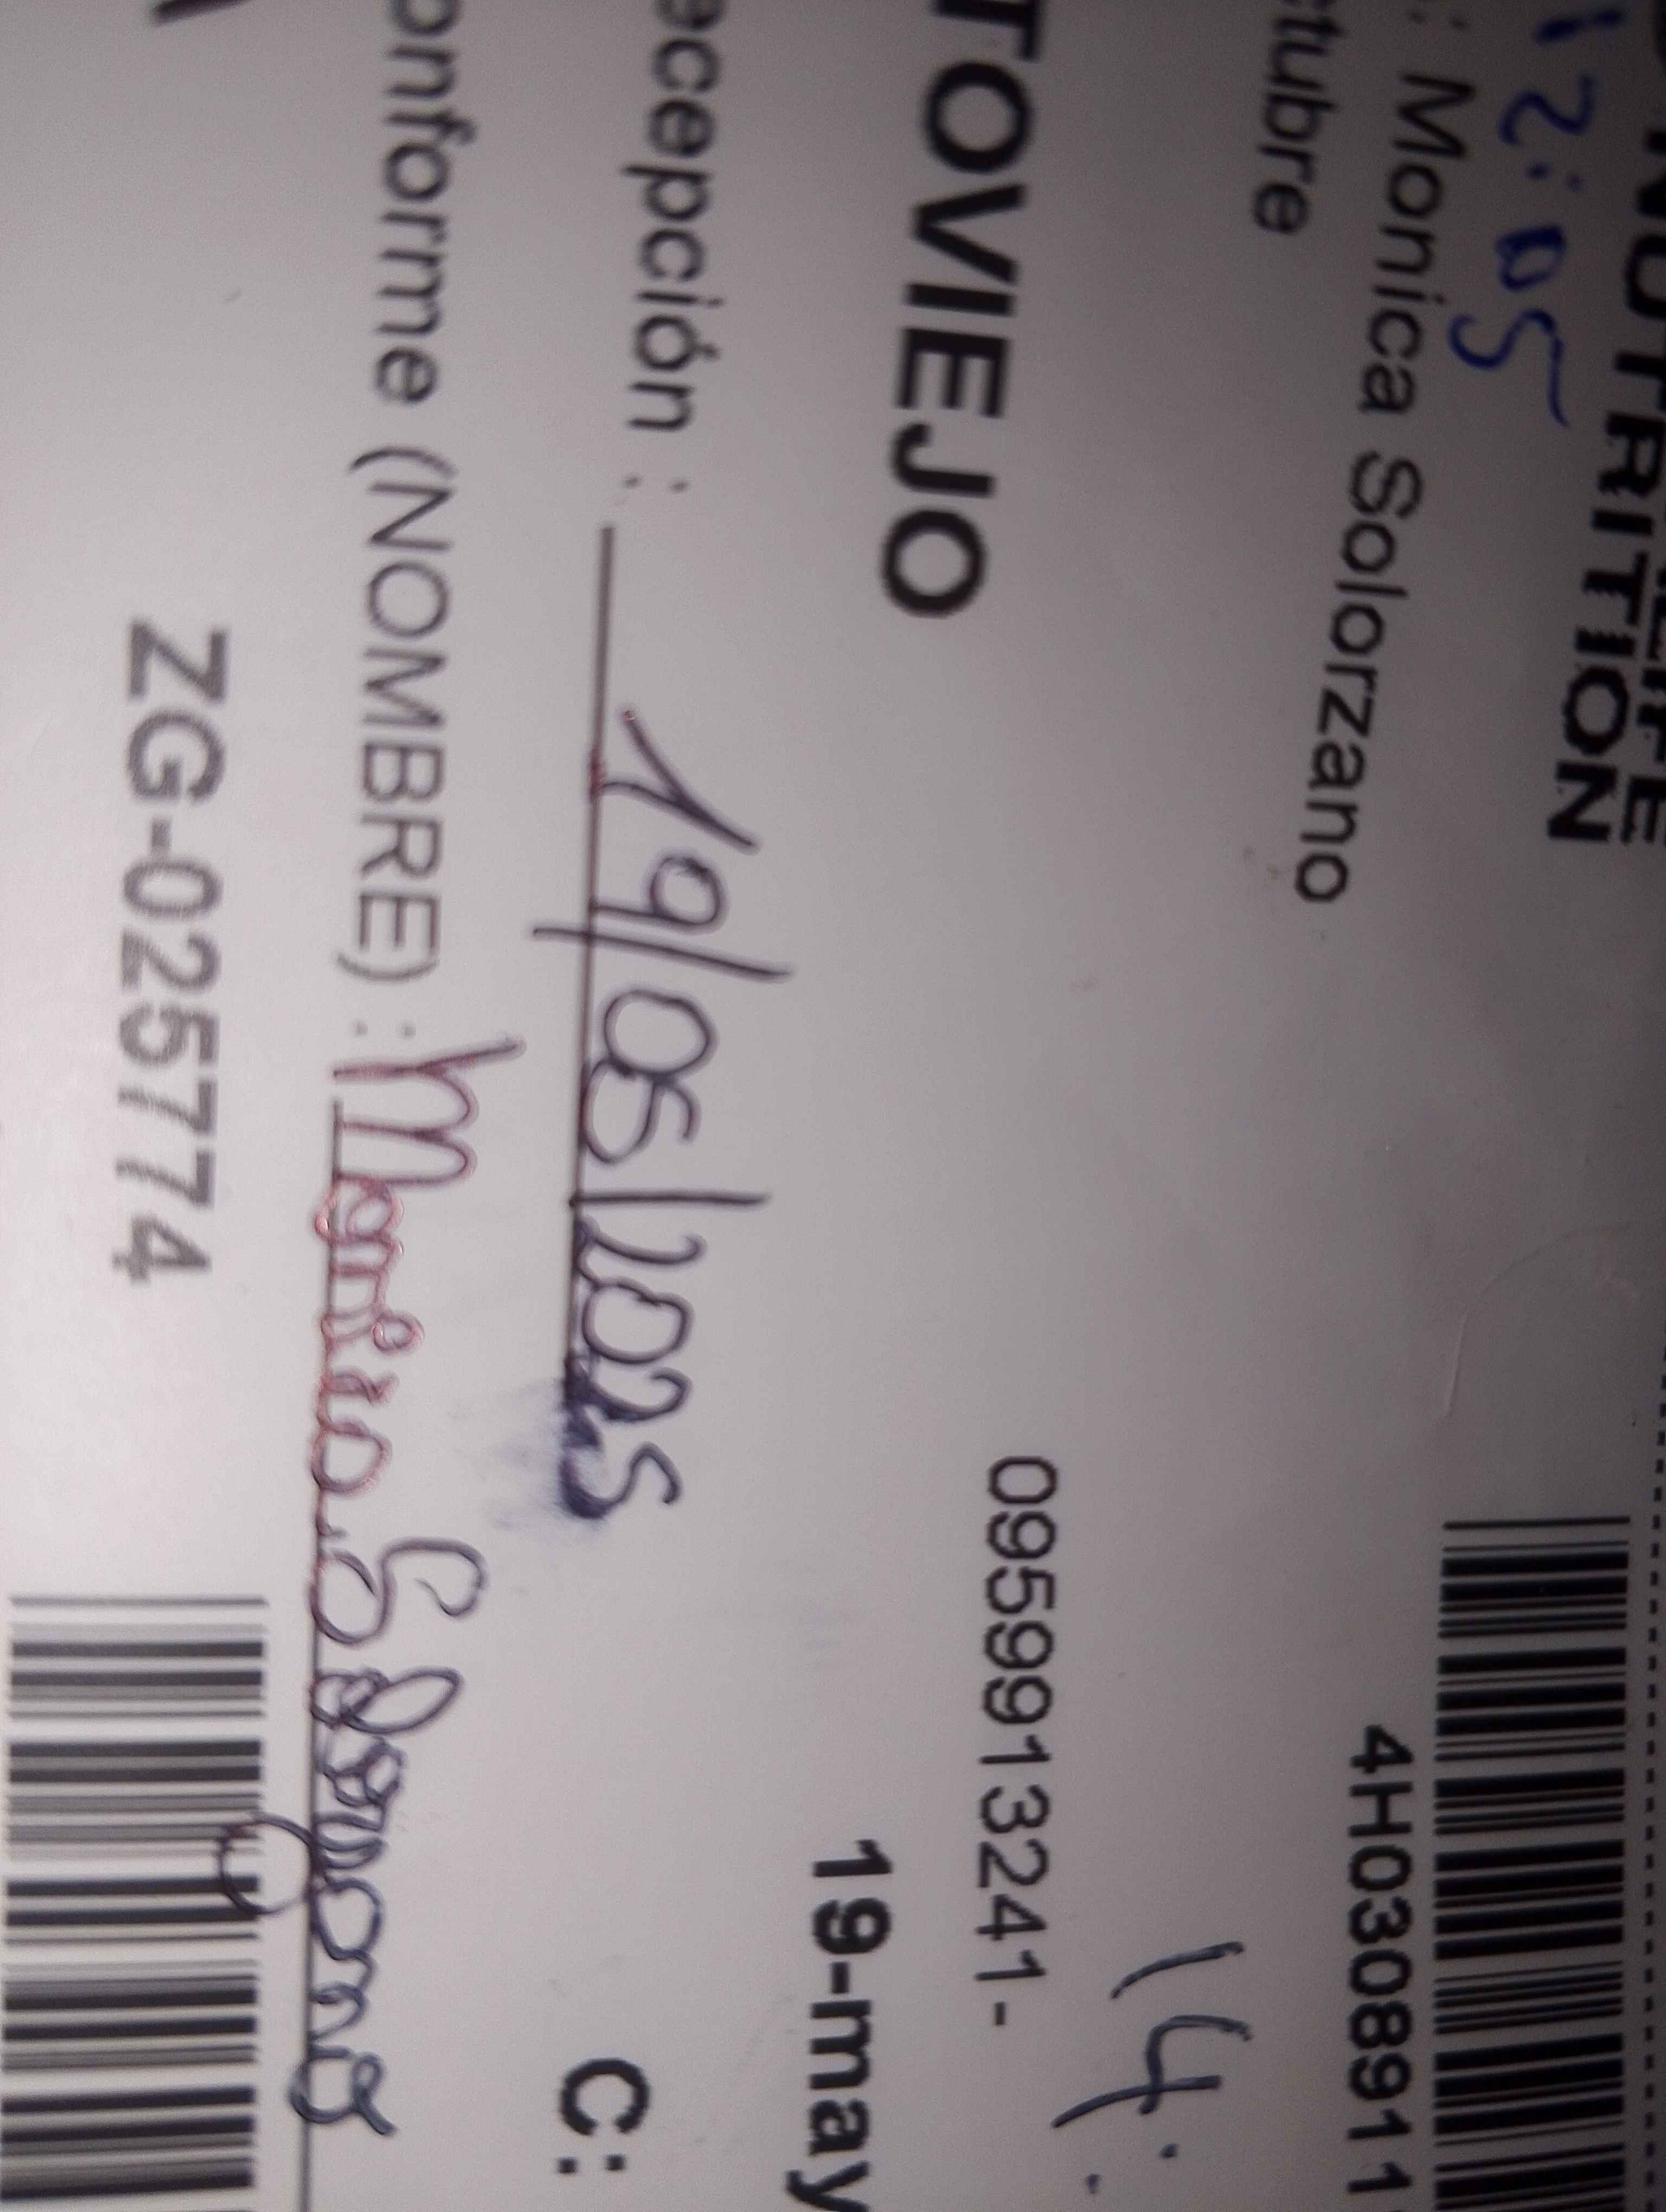 NUTRITION
12:05
: Monica Solorzano
4H0308911
ctubre
14:
0959913241-
TOVIEJO
19-may
ecepción : 19/05/2025
C:
onforme (NOMBRE) :
ZG-025774